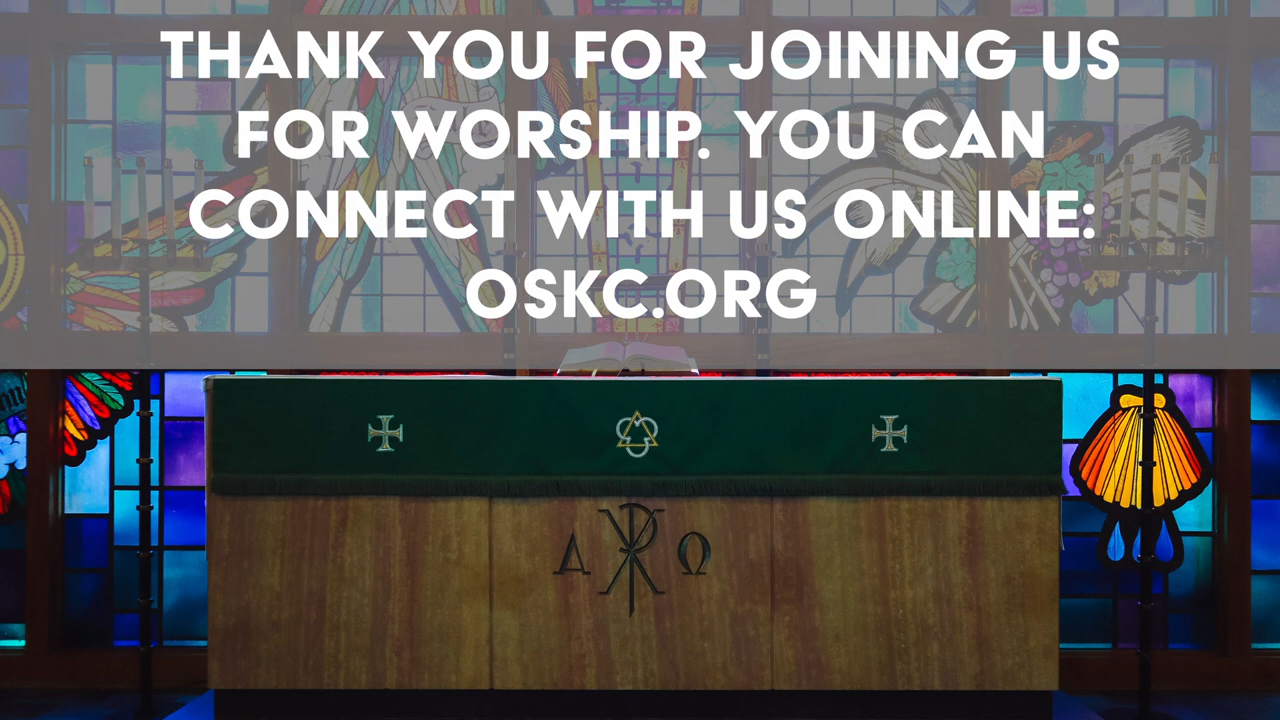 THANK YOU FOR JOINING US
FOR WORSHIP. YOU CAN
CONNECT WITH US ONLINE:
OSKC.ORG
Α ☧ Ω